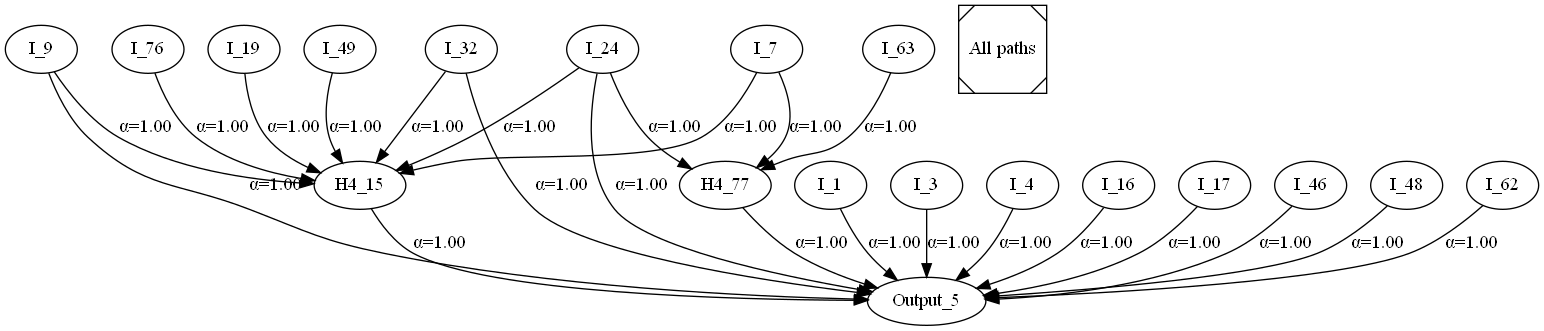 I_9 I_76 I_19 I_49 I_32 I_24 I_7 I_63 All paths
α=1.00 α=1.00 α=1.00 α=1.00 α=1.00 α=1.00 α=1.00 α=1.00 α=1.00 α=1.00
α=1.00 H4_15 α=1.00 α=1.00 H4_77 I_1 I_3 I_4 I_16 I_17 I_46 I_48 I_62
α=1.00 α=1.00 α=1.00 α=1.00 α=1.00 α=1.00 α=1.00 α=1.00 α=1.00 α=1.00
Output_5